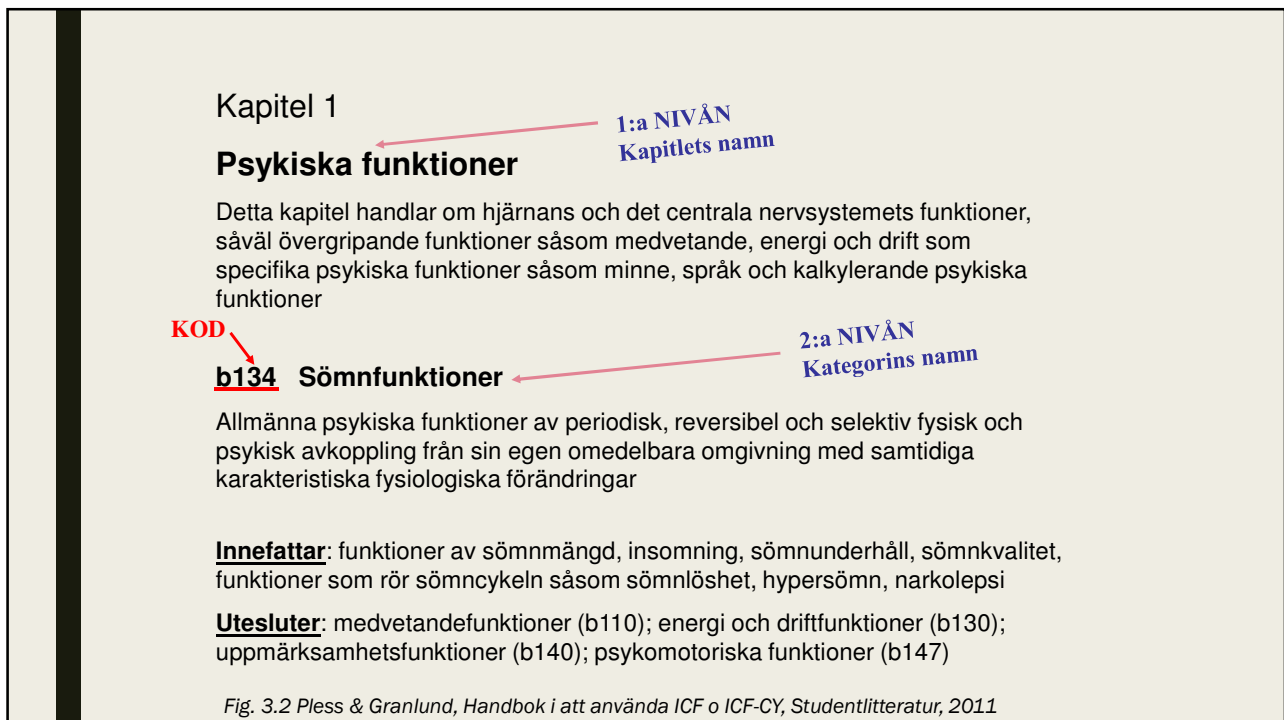 Kapitel 1
1:a NIVÅN
Kapitlets namn
Psykiska funktioner
Detta kapitel handlar om hjärnans och det centrala nervsystemets funktioner,
såväl övergripande funktioner såsom medvetande, energi och drift som
specifika psykiska funktioner såsom minne, språk och kalkylerande psykiska
funktioner
KOD
2:a NIVÅN
Kategorins namn
b134 Sömnfunktioner
Allmänna psykiska funktioner av periodisk, reversibel och selektiv fysisk och
psykisk avkoppling från sin egen omedelbara omgivning med samtidiga
karakteristiska fysiologiska förändringar
Innefattar: funktioner av sömnmängd, insomning, sömnunderhåll, sömnkvalitet,
funktioner som rör sömncykeln såsom sömnlöshet, hypersömn, narkolepsi
Utesluter: medvetandefunktioner (b110); energi och driftfunktioner (b130);
uppmärksamhetsfunktioner (b140); psykomotoriska funktioner (b147)
Fig. 3.2 Pless & Granlund, Handbok i att använda ICF o ICF-CY, Studentlitteratur, 2011